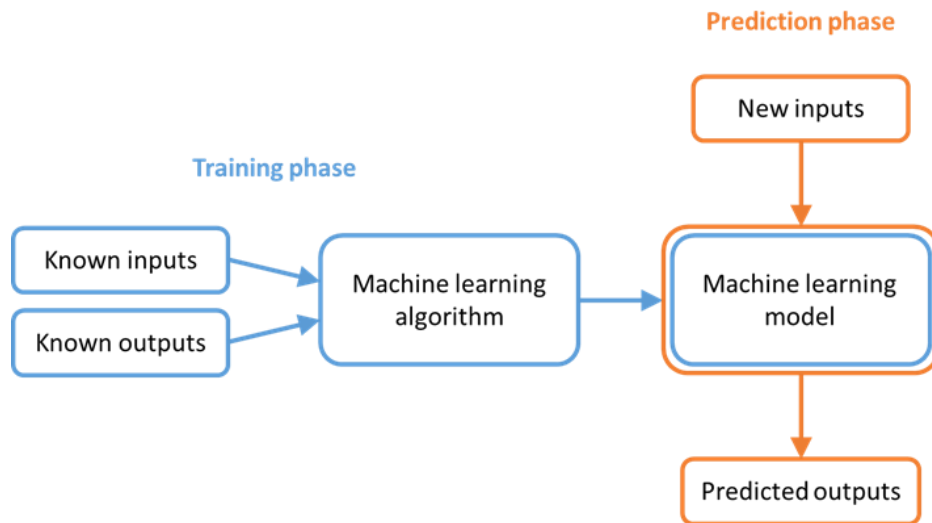 Prediction phase
New inputs
Training phase
Known inputs
Known outputs
Machine learning
algorithm
Machine learning
model
Predicted outputs